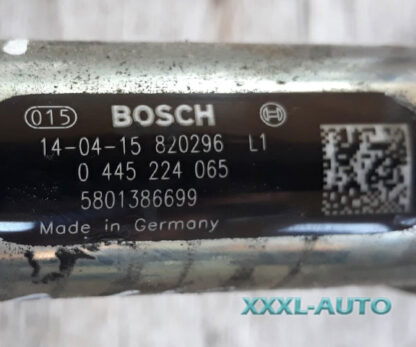 015 BOSCH
14-04-15 820296 L1
0 445 224 065
5801386699
Made in Germany
XXXL-AUTO